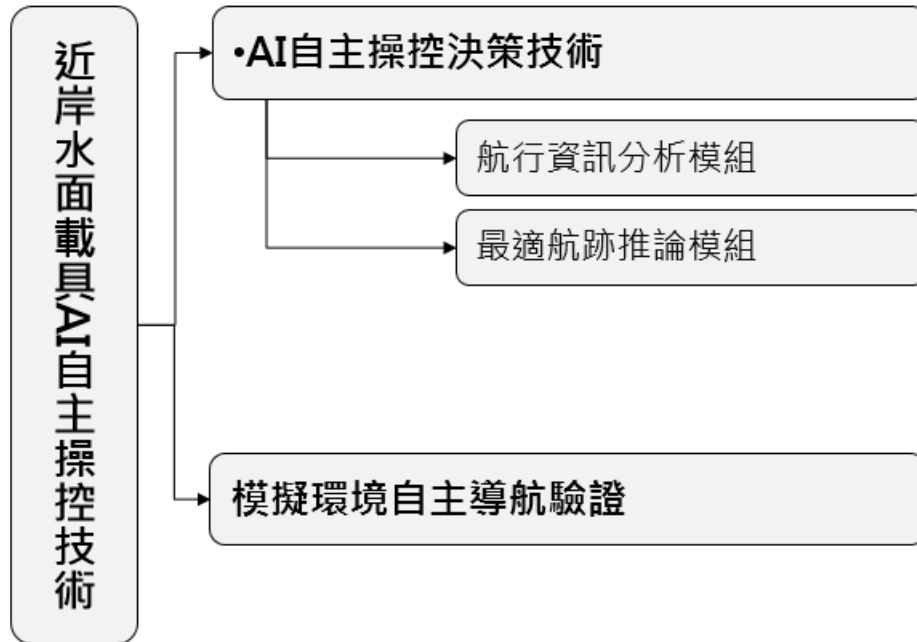 近岸水面載具AI自主操控技術
•AI自主操控決策技術
航行資訊分析模組
最適航跡推論模組
模擬環境自主導航驗證